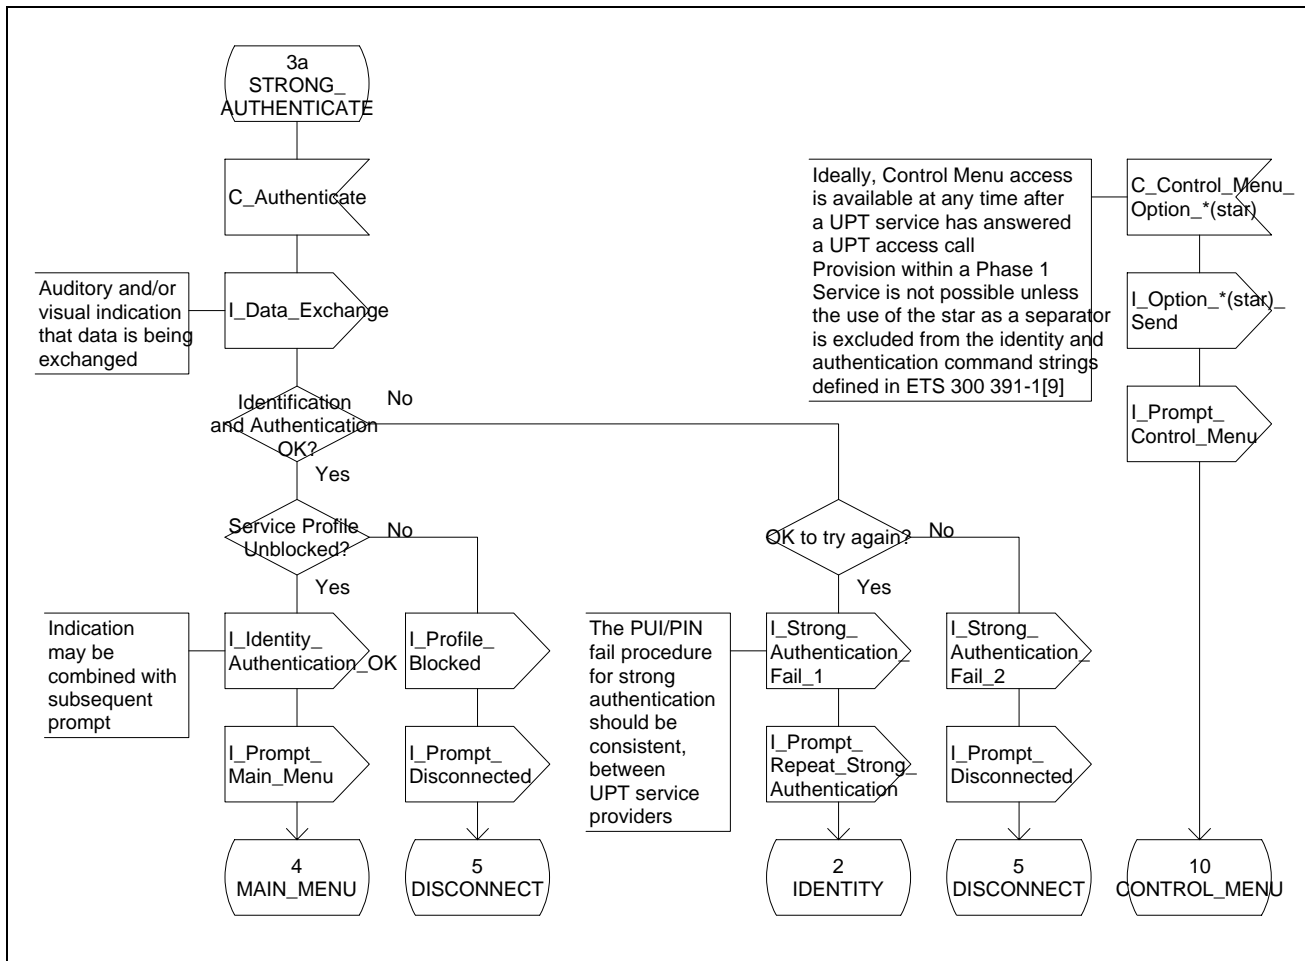 3a
STRONG_
AUTHENTICATE
C_Authenticate
Auditory and/or
visual indication
that data is being
exchanged
I_Data_Exchange
Identification
and Authentication
OK?
No
Yes
Service Profile
Unblocked?
No
Yes
Indication
may be
combined with
subsequent
prompt
I_Identity_
Authentication_OK
I_Prompt_
Main_Menu
4
MAIN_MENU
I_Profile_
Blocked
I_Prompt_
Disconnected
5
DISCONNECT
OK to try again?
No
Yes
The PUI/PIN
fail procedure
for strong
authentication
should be
consistent,
between
UPT service
providers
I_Strong_
Authentication_
Fail_1
I_Prompt_
Repeat_Strong_
Authentication
2
IDENTITY
I_Strong_
Authentication_
Fail_2
I_Prompt_
Disconnected
5
DISCONNECT
Ideally, Control Menu access
is available at any time after
a UPT service has answered
a UPT access call
Provision within a Phase 1
Service is not possible unless
the use of the star as a separator
is excluded from the identity and
authentication command strings
defined in ETS 300 391-1[9]
C_Control_Menu_
Option_*(star)
I_Option_*(star)_
Send
I_Prompt_
Control_Menu
10
CONTROL_MENU